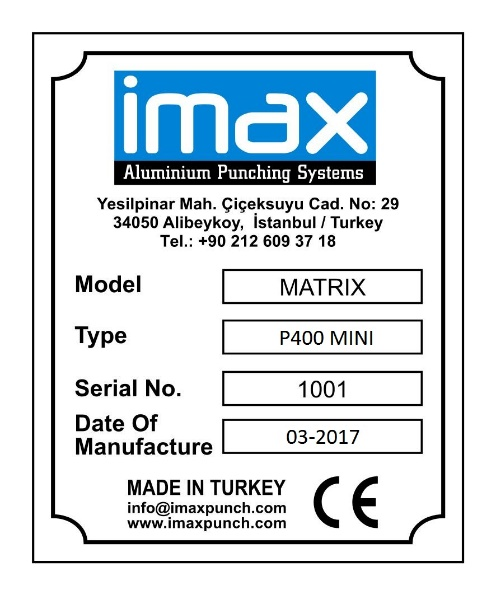 imax
Aluminium Punching Systems
Yesilpinar Mah. Çiçeksuyu Cad. No: 29
34050 Alibeykoy, İstanbul / Turkey
Tel.: +90 212 609 37 18
Model MATRIX
Type P400 MINI
Serial No. 1001
Date Of
Manufacture 03-2017
MADE IN TURKEY
info@imaxpunch.com
www.imaxpunch.com
CE